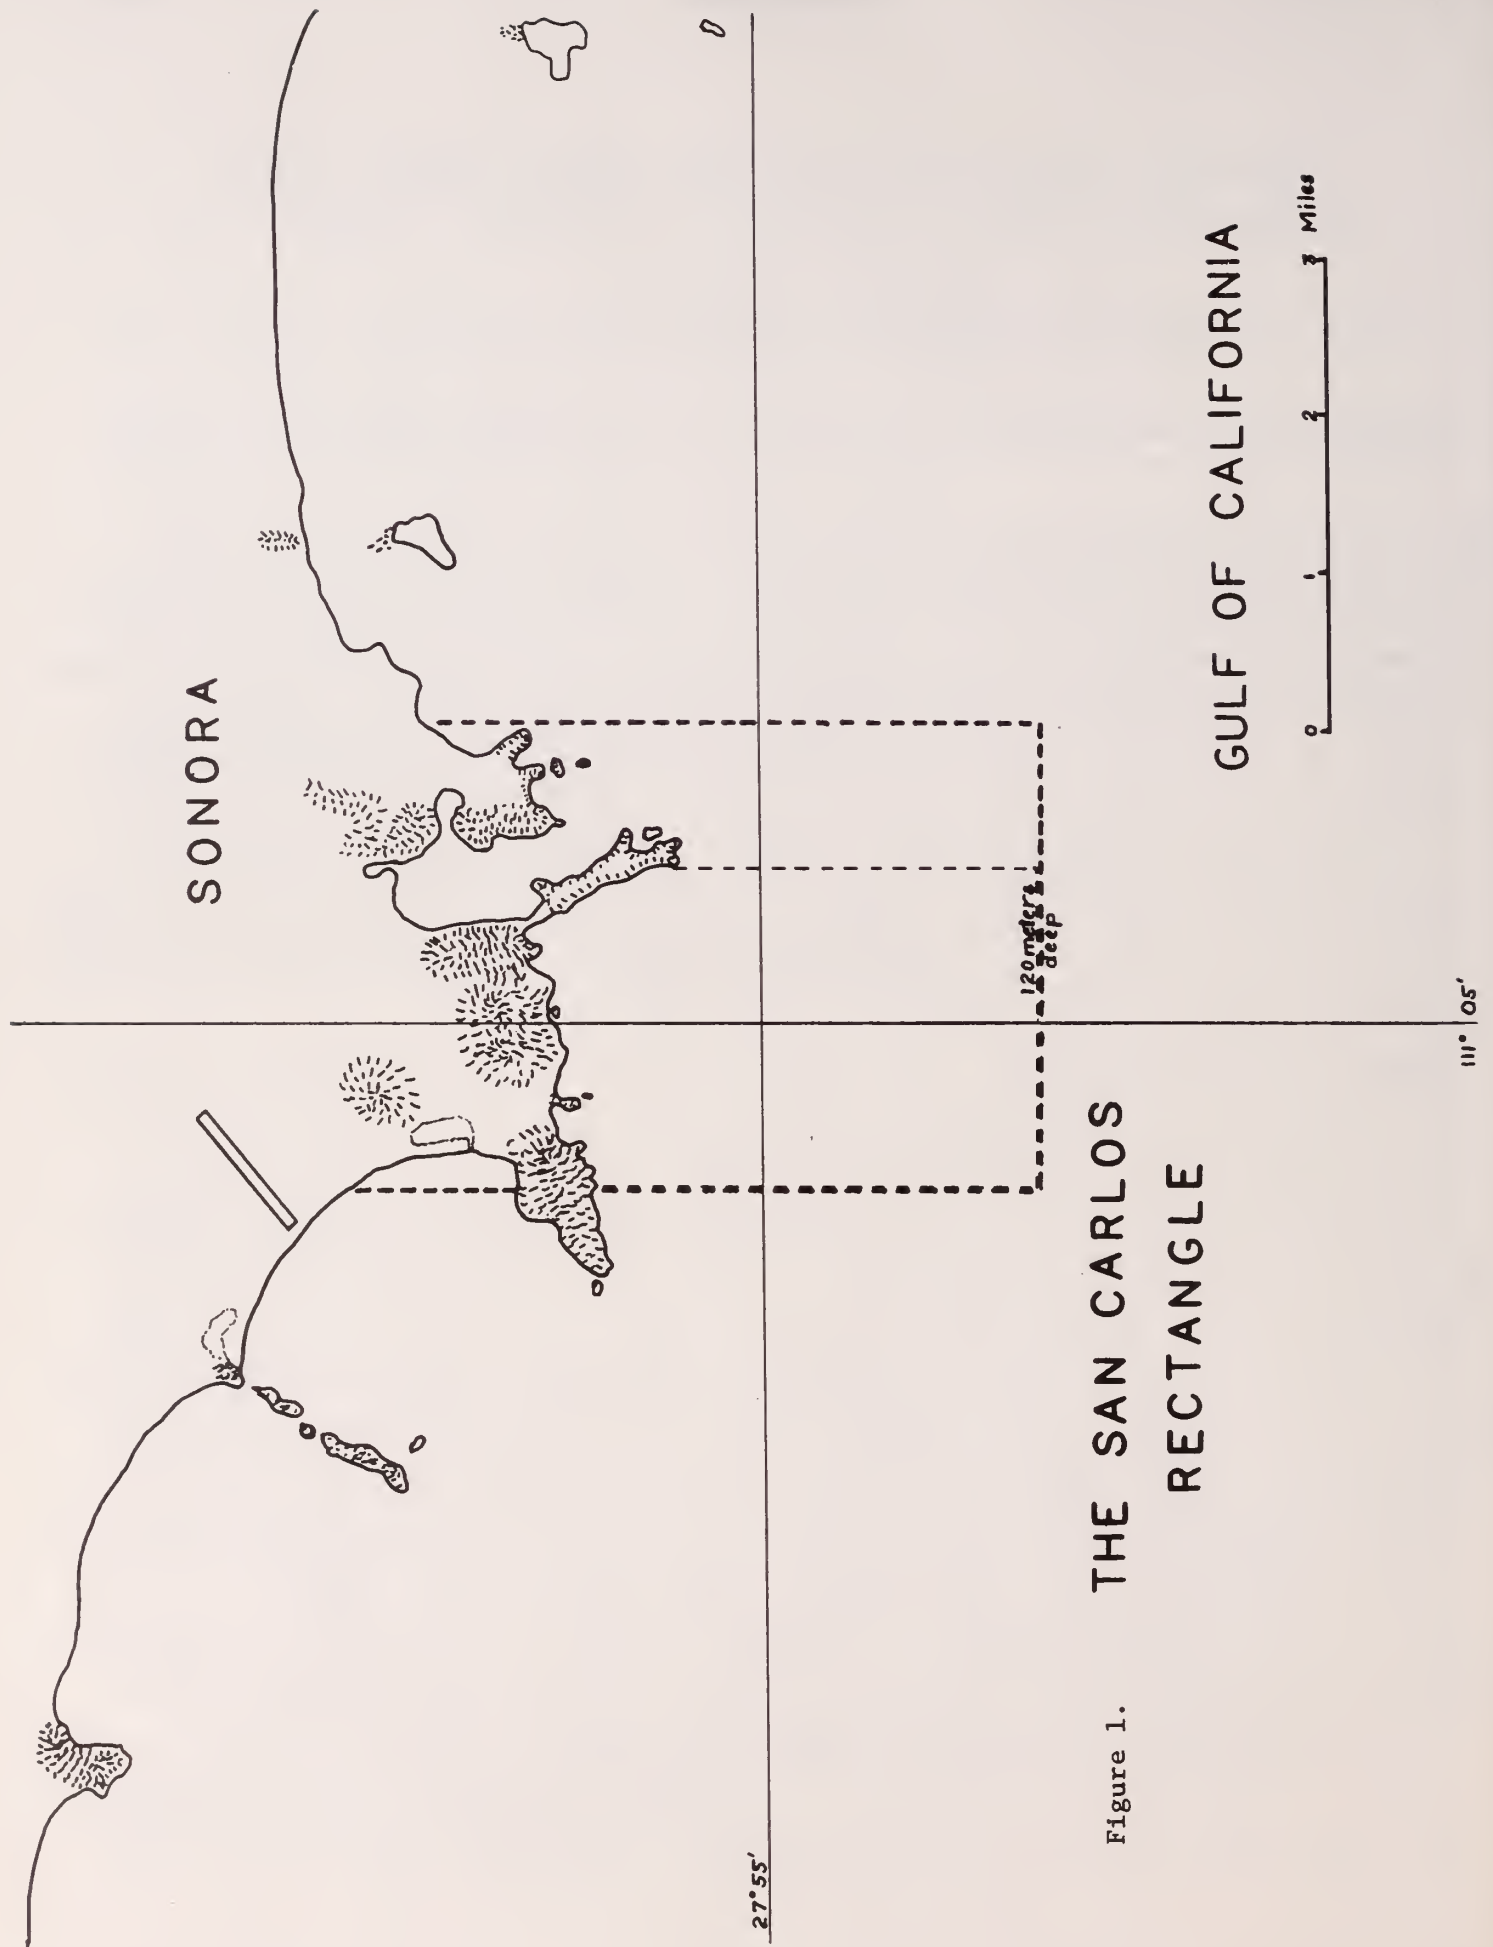 SONORA
27°55'
120 meters
deep
GULF OF CALIFORNIA
0 1 2 3 Miles
111° 05'
THE SAN CARLOS
RECTANGLE
Figure 1.